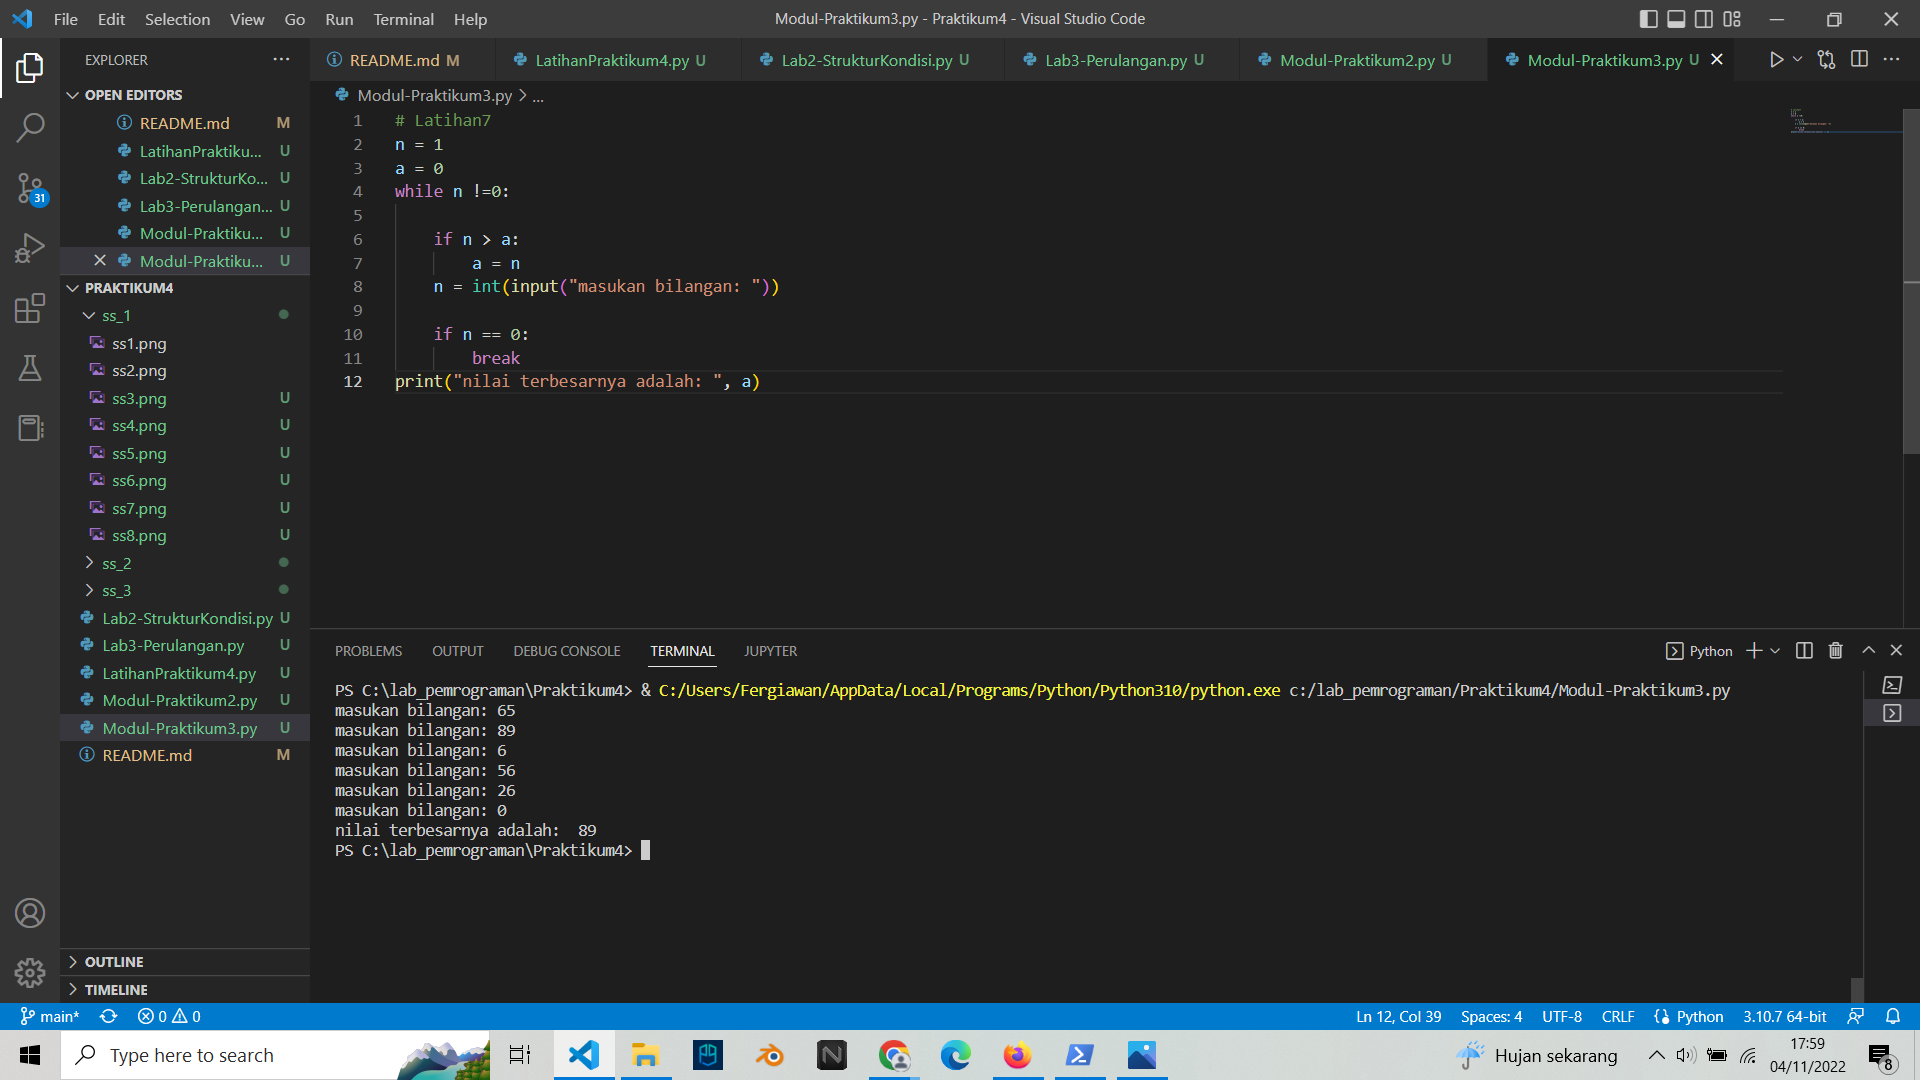 File Edit Selection View Go Run Terminal Help
Modul-Praktikum3.py - Praktikum4 - Visual Studio Code
EXPLORER
OPEN EDITORS
README.md M
LatihanPraktiku... U
Lab2-StrukturKo... U
Lab3-Perulangan... U
Modul-Praktiku... U
Modul-Praktiku... U
PRAKTIKUM4
ss_1
ss1.png
ss2.png
ss3.png U
ss4.png U
ss5.png U
ss6.png U
ss7.png U
ss8.png U
ss_2
ss_3
Lab2-StrukturKondisi.py U
Lab3-Perulangan.py U
LatihanPraktikum4.py U
Modul-Praktikum2.py U
Modul-Praktikum3.py U
README.md M
OUTLINE
TIMELINE
31
README.md M LatihanPraktikum4.py U Lab2-StrukturKondisi.py U Lab3-Perulangan.py U Modul-Praktikum2.py U Modul-Praktikum3.py U
Modul-Praktikum3.py > ...
1 # Latihan7
2 n = 1
3 a = 0
4 while n !=0:
5
6 if n > a:
7 a = n
8 n = int(input("masukan bilangan: "))
9
10 if n == 0:
11 break
12 print("nilai terbesarnya adalah: ", a)
PROBLEMS OUTPUT DEBUG CONSOLE TERMINAL JUPYTER
Python
PS C:\lab_pemrograman\Praktikum4> & C:/Users/Fergiawan/AppData/Local/Programs/Python/Python310/python.exe c:/lab_pemrograman/Praktikum4/Modul-Praktikum3.py
masukan bilangan: 65
masukan bilangan: 89
masukan bilangan: 6
masukan bilangan: 56
masukan bilangan: 26
masukan bilangan: 0
nilai terbesarnya adalah:  89
PS C:\lab_pemrograman\Praktikum4>
main* 0 0
Ln 12, Col 39 Spaces: 4 UTF-8 CRLF Python 3.10.7 64-bit
Type here to search
Hujan sekarang
17:59
04/11/2022
8